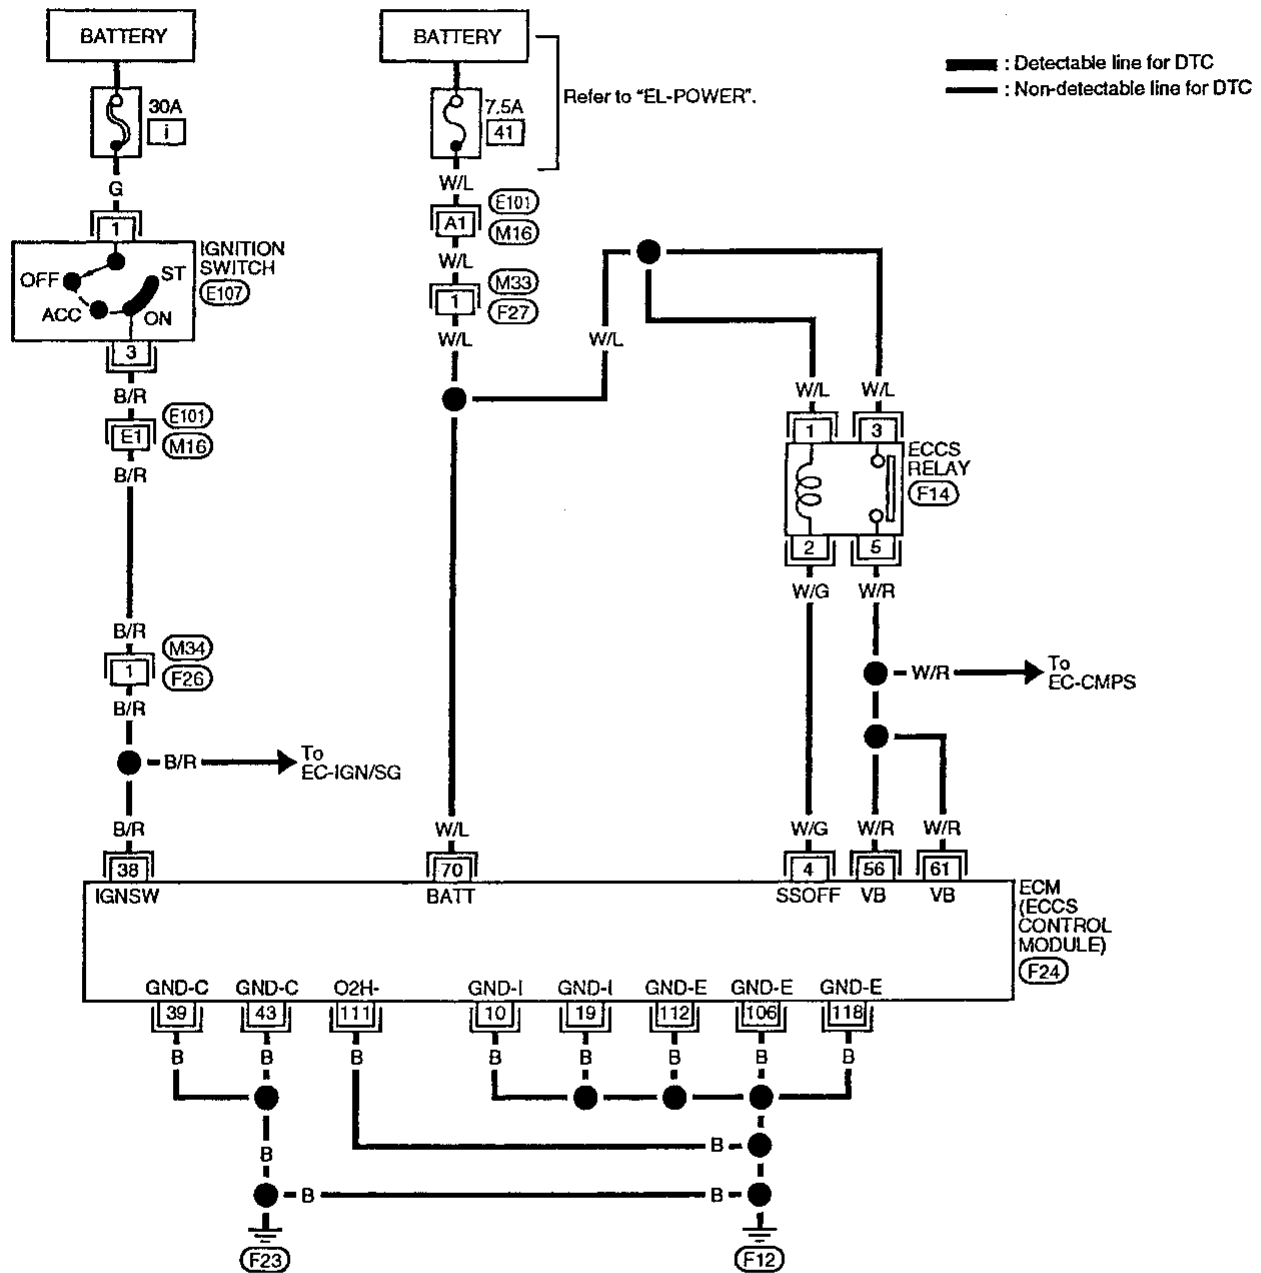 BATTERY
BATTERY
: Detectable line for DTC
: Non-detectable line for DTC
Refer to "EL-POWER".
30A
i
7.5A
41
G
W/L
1
A1
E101
M16
IGNITION
SWITCH
E107
OFF
ST
ACC
ON
W/L
1
M33
F27
3
W/L
W/L
B/R
W/L
W/L
E1
E101
M16
1
3
ECCS
RELAY
F14
B/R
2
5
W/G
W/R
B/R
1
M34
F26
W/R
To
EC-CMPS
B/R
B/R
To
EC-IGN/SG
B/R
W/L
W/G
W/R
W/R
38
70
4
56
61
IGNSW
BATT
SSOFF
VB
VB
ECM
(ECCS
CONTROL
MODULE)
F24
GND-C
GND-C
O2H-
GND-I
GND-I
GND-E
GND-E
GND-E
39
43
111
10
19
112
106
118
B
B
B
B
B
B
B
B
B
B
B
B
F23
F12